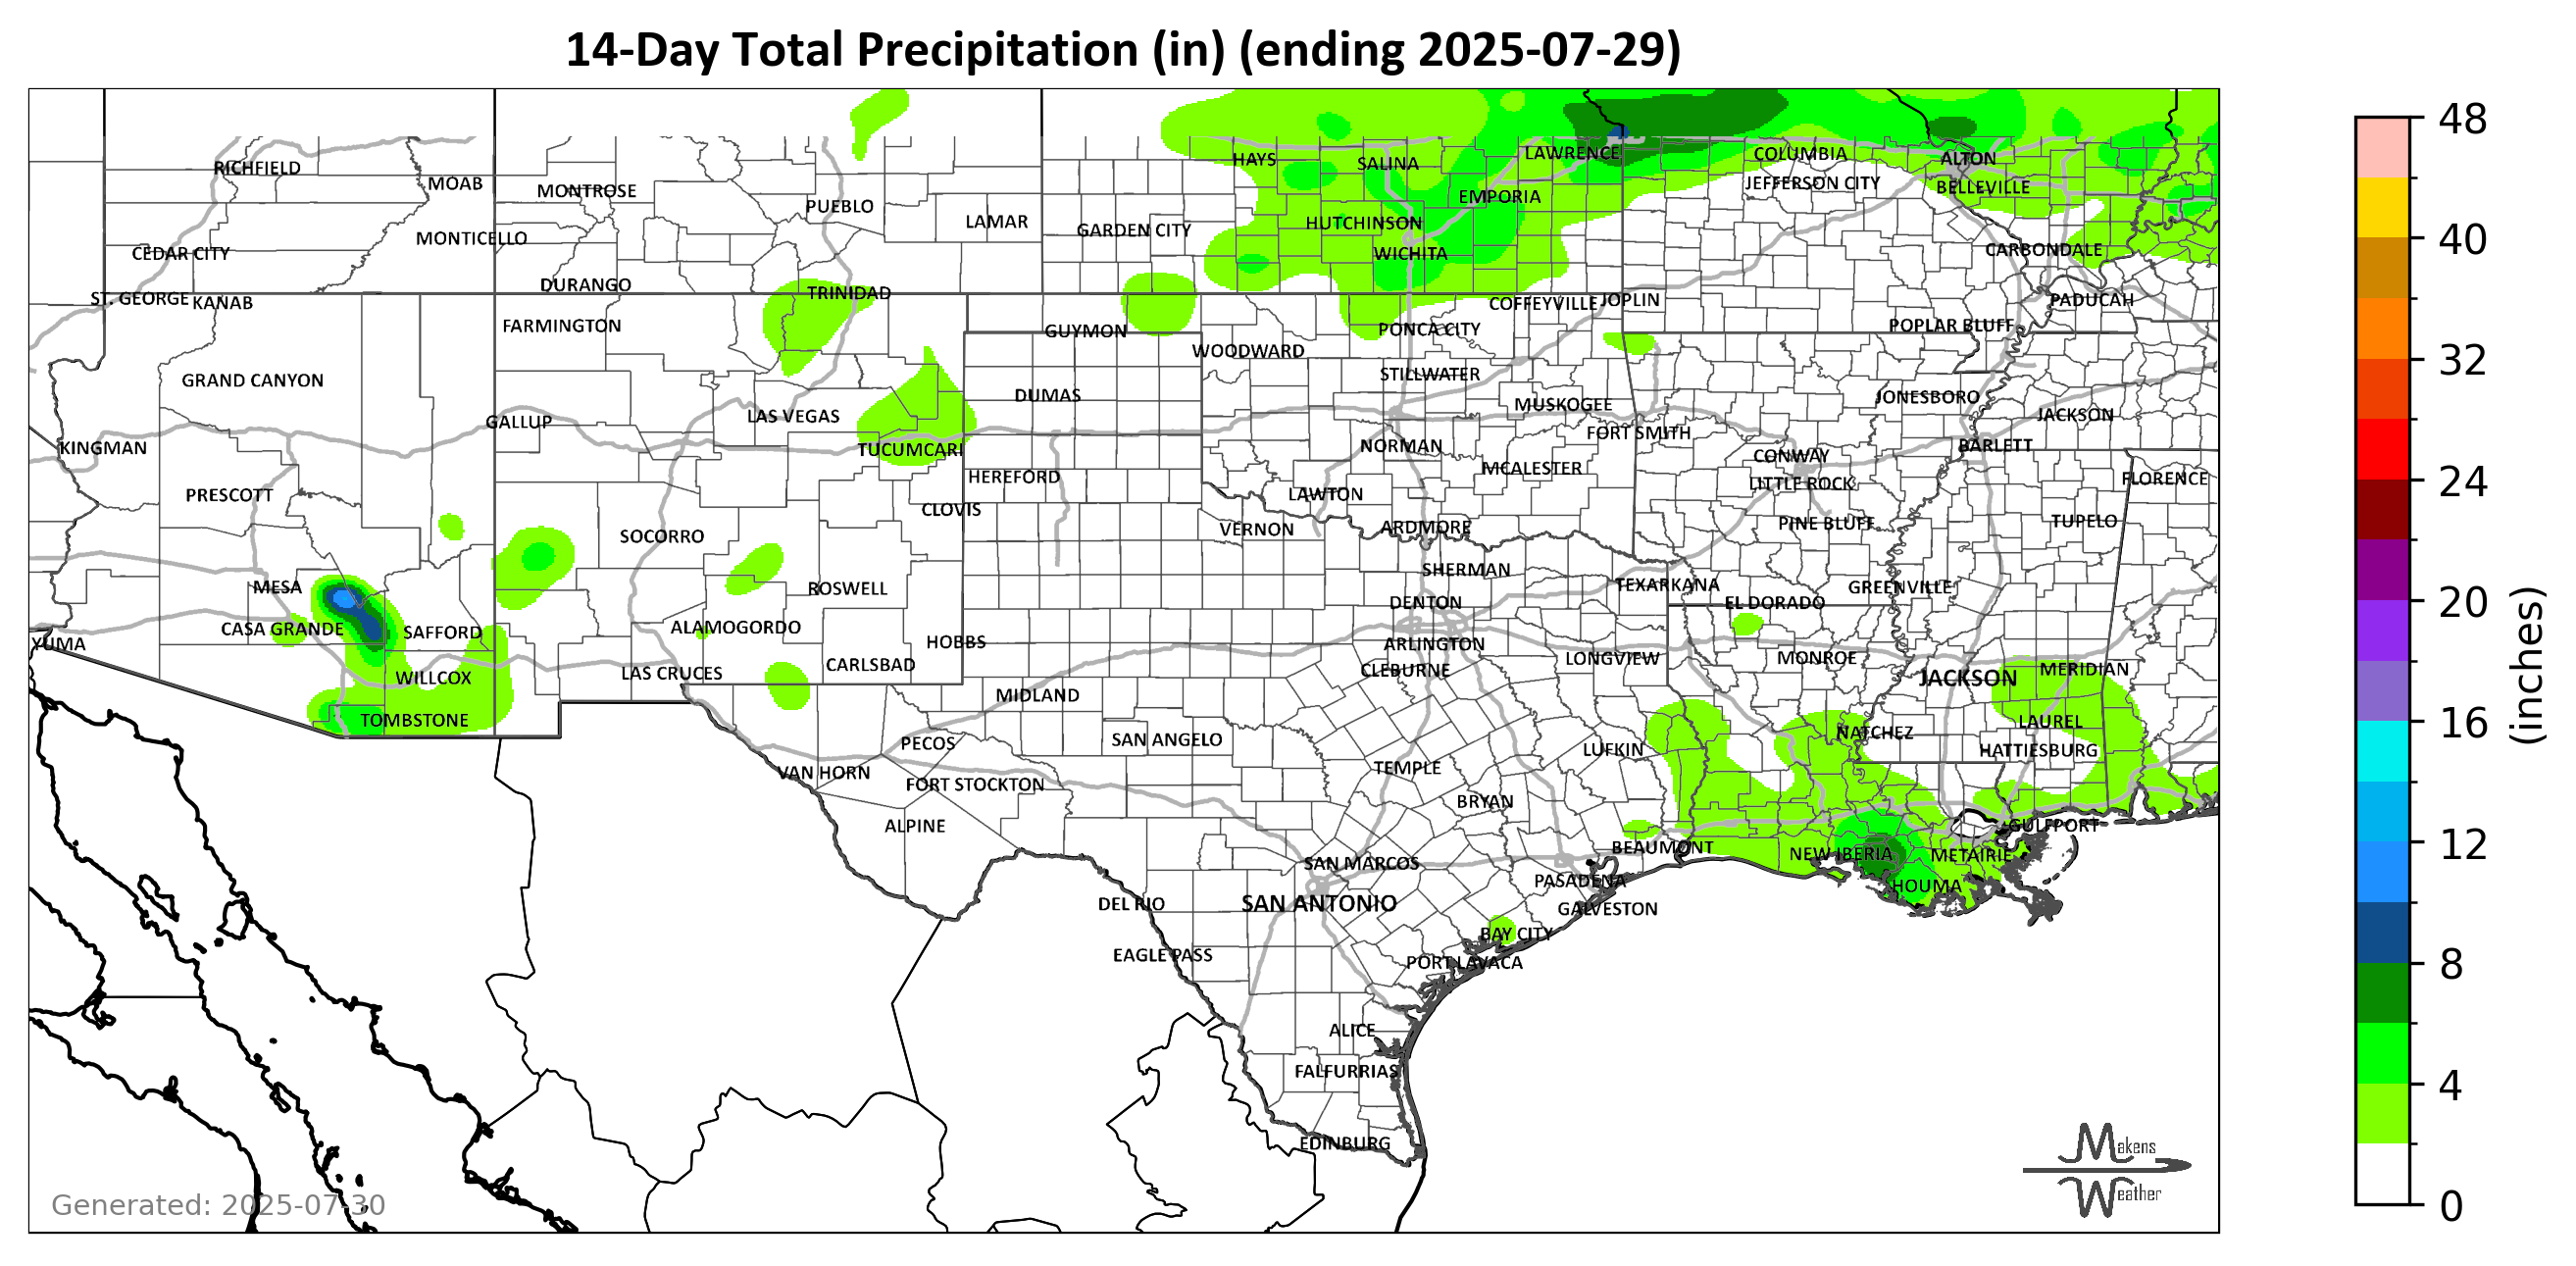 14-Day Total Precipitation (in) (ending 2025-07-29)
48
40
32
24
20
16
12
8
4
0
(inches)
HAYS
SALINA
LAWRENCE
COLUMBIA
ALTON
RICHFIELD
MOAB
MONTROSE
JEFFERSON CITY
BELLEVILLE
PUEBLO
LAMAR
EMPORIA
GARDEN CITY
HUTCHINSON
MONTICELLO
CEDAR CITY
WICHITA
CARBONDALE
DURANGO
TRINIDAD
ST. GEORGE
KANAB
COFFEYVILLE
JOPLIN
PADUCAH
FARMINGTON
GUYMON
PONCA CITY
POPLAR BLUFF
WOODWARD
GRAND CANYON
STILLWATER
DUMAS
MUSKOGEE
JONESBORO
JACKSON
GALLUP
LAS VEGAS
FORT SMITH
KINGMAN
TUCUMCARI
NORMAN
CONWAY
BARLETT
HEREFORD
MCALESTER
LITTLE ROCK
FLORENCE
PRESCOTT
LAWTON
CLOVIS
VERNON
ARDMORE
PINE BLUFF
TUPELO
SOCORRO
SHERMAN
MESA
ROSWELL
TEXARKANA
GREENVILLE
DENTON
EL DORADO
CASA GRANDE
SAFFORD
ALAMOGORDO
YUMA
HOBBS
ARLINGTON
LONGVIEW
MONROE
CARLSBAD
CLEBURNE
MERIDIAN
LAS CRUCES
WILLCOX
JACKSON
MIDLAND
TOMBSTONE
LAUREL
NATCHEZ
PECOS
SAN ANGELO
LUFKIN
HATTIESBURG
VAN HORN
TEMPLE
FORT STOCKTON
BRYAN
ALPINE
GULFPORT
BEAUMONT
NEW IBERIA
METAIRIE
SAN MARCOS
PASADENA
HOUMA
DEL RIO
SAN ANTONIO
GALVESTON
BAY CITY
EAGLE PASS
PORT LAVACA
ALICE
FALFURRIAS
EDINBURG
Makens
Weather
Generated: 2025-07-30